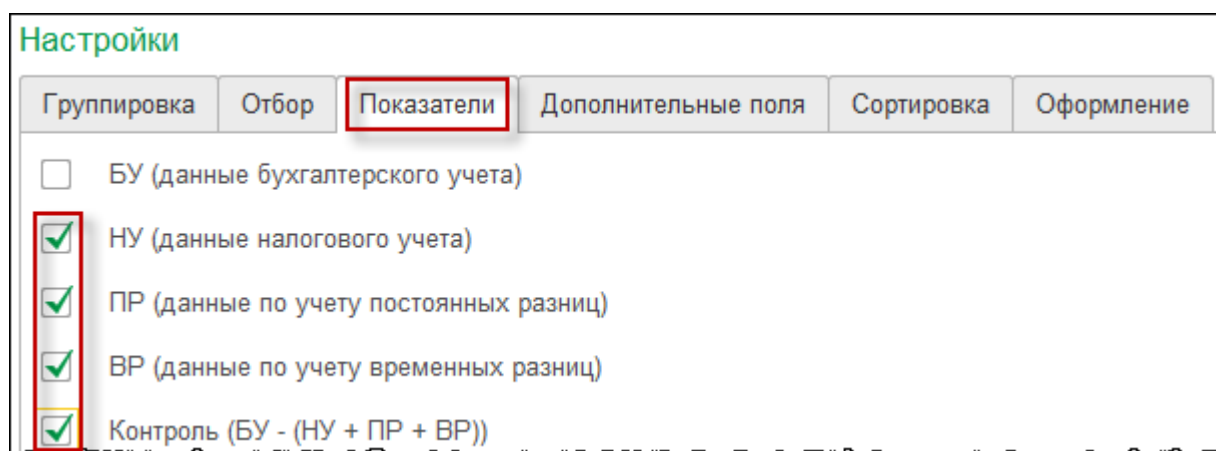 Настройки
Группировка Отбор Показатели Дополнительные поля Сортировка Оформление
БУ (данные бухгалтерского учета)
НУ (данные налогового учета)
ПР (данные по учету постоянных разниц)
ВР (данные по учету временных разниц)
Контроль (БУ - (НУ + ПР + ВР))